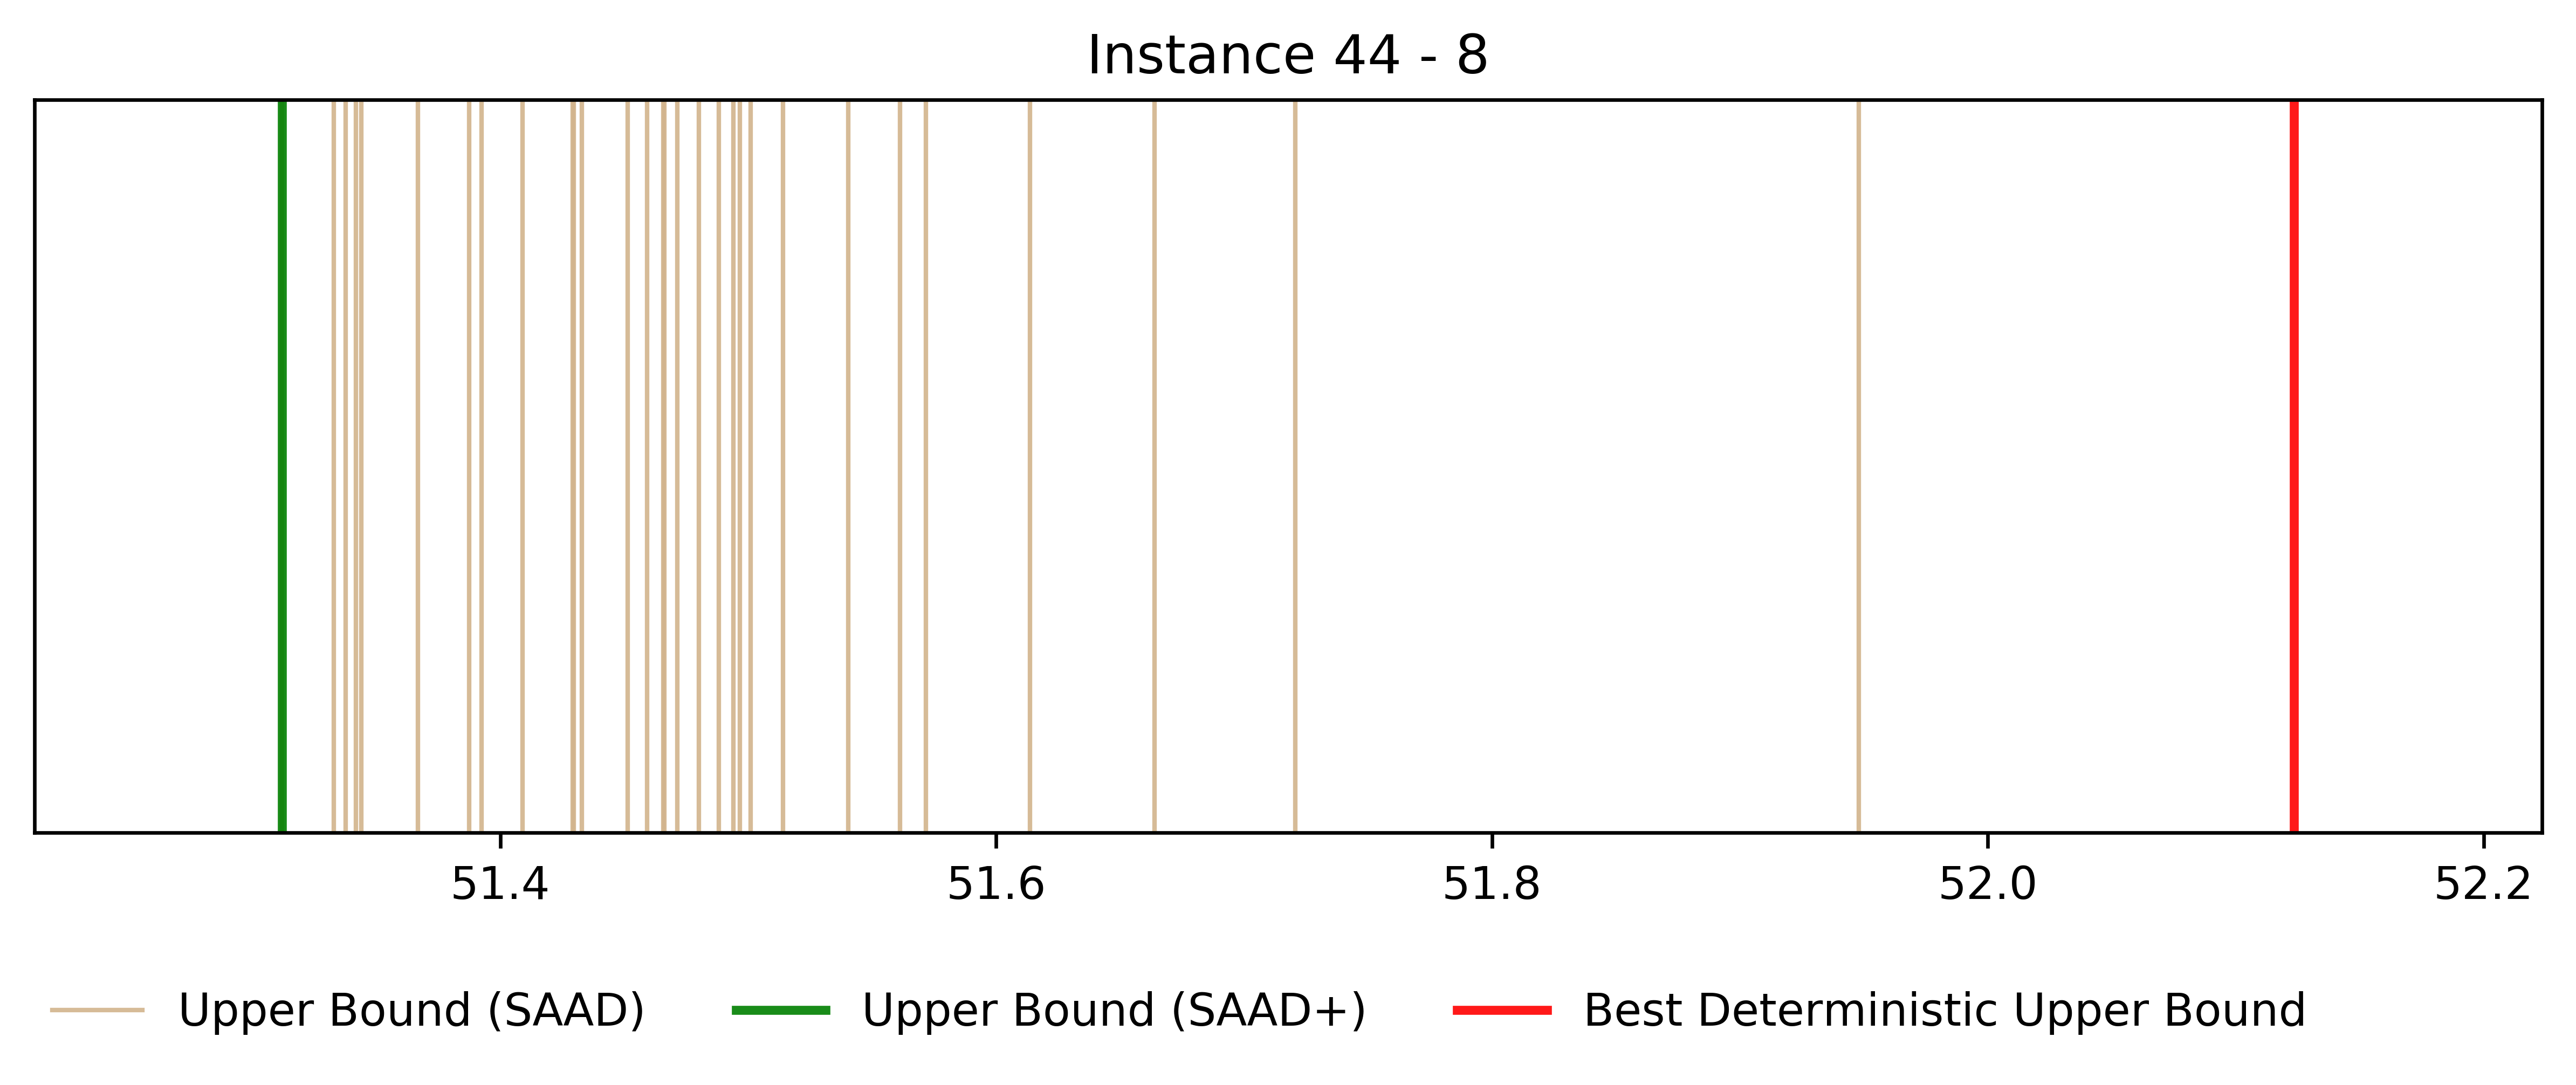 Instance 44 - 8
51.4 51.6 51.8 52.0 52.2
Upper Bound (SAAD) Upper Bound (SAAD+) Best Deterministic Upper Bound